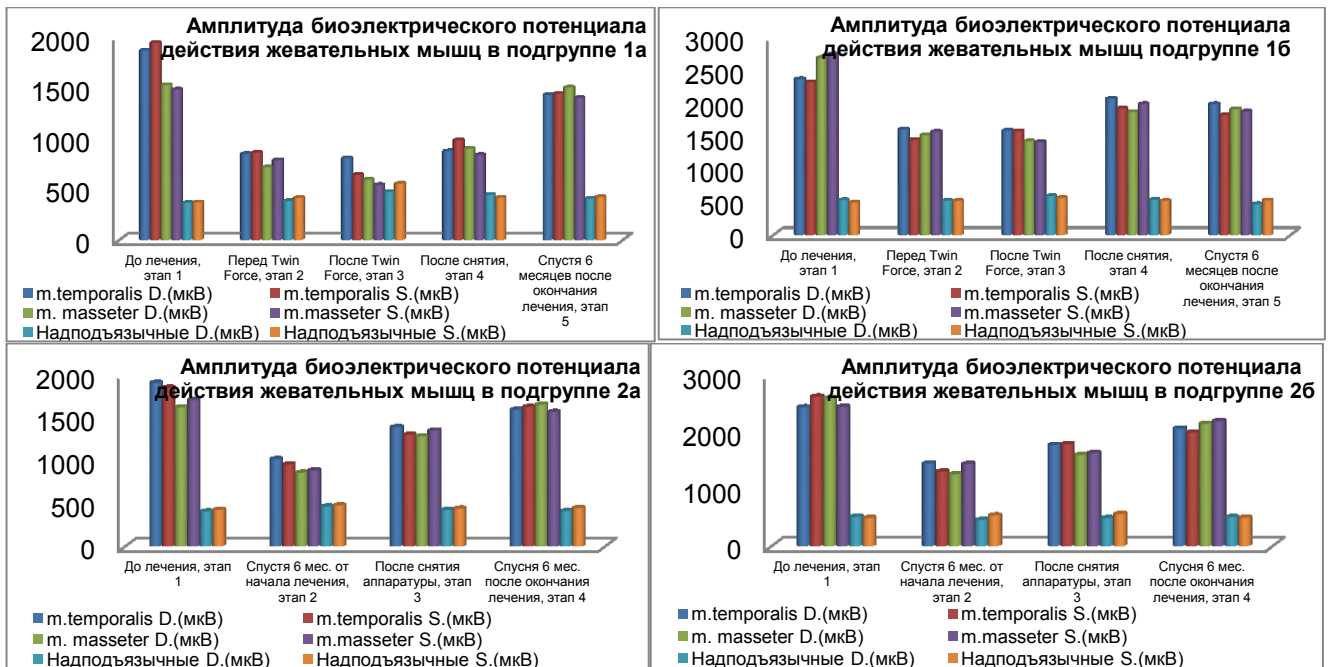 Амплитуда биоэлектрического потенциала
действия жевательных мышц в подгруппе 1а
2000
1500
1000
500
0
До лечения,
этап 1
Перед Twin
Force, этап 2
После Twin
Force, этап 3
После снятия,
этап 4
Спустя 6
месяцев после
окончания
лечения, этап
5
m.temporalis D.(мкВ)
m.temporalis S.(мкВ)
m. masseter D.(мкВ)
m.masseter S.(мкВ)
Надподъязычные D.(мкВ)
Надподъязычные S.(мкВ)
Амплитуда биоэлектрического потенциала
действия жевательных мышц подгруппе 1б
3000
2500
2000
1500
1000
500
0
До лечения,
этап 1
Перед Twin
Force, этап 2
После Twin
Force, этап 3
После снятия,
этап 4
Спустя 6
месяцев после
окончания
лечения, этап 5
m.temporalis D.(мкВ)
m.temporalis S.(мкВ)
m. masseter D.(мкВ)
m.masseter S.(мкВ)
Надподъязычные D.(мкВ)
Надподъязычные S.(мкВ)
Амплитуда биоэлектрического потенциала
действия жевательных мышц в подгруппе 2а
2000
1500
1000
500
0
До лечения, этап
1
Спустя 6 мес. от
начала лечения,
этап 2
После снятия
аппаратуры, этап
3
Спусня 6 мес.
после окончания
лечения, этап 4
m.temporalis D.(мкВ)
m.temporalis S.(мкВ)
m. masseter D.(мкВ)
m.masseter S.(мкВ)
Надподъязычные D.(мкВ)
Надподъязычные S.(мкВ)
Амплитуда биоэлектрического потенциала
действия жевательных мышц в подгруппе 2б
3000
2000
1000
0
До лечения, этап
1
Спустя 6 мес. от
начала лечения,
этап 2
После снятия
аппаратуры, этап
3
Спусня 6 мес.
после окончания
лечения, этап 4
m.temporalis D.(мкВ)
m.temporalis S.(мкВ)
m. masseter D.(мкВ)
m.masseter S.(мкВ)
Надподъязычные D.(мкВ)
Надподъязычные S.(мкВ)